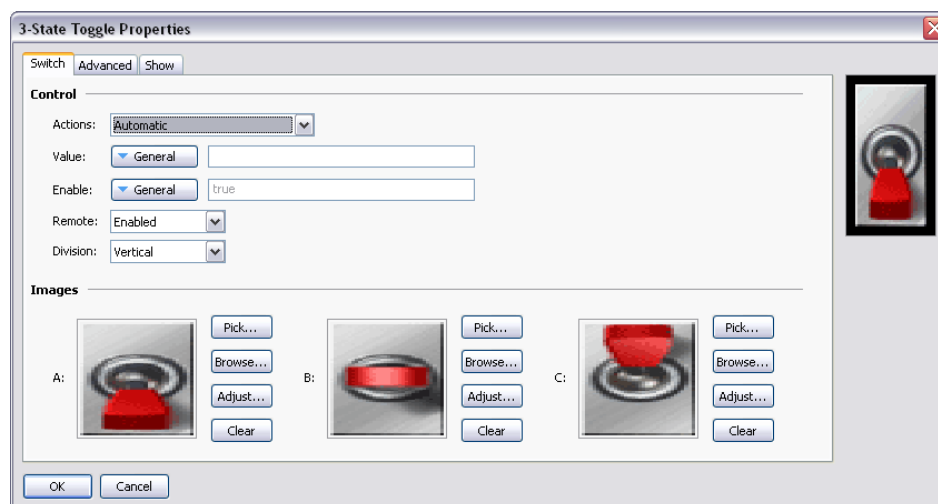 3-State Toggle Properties
Switch Advanced Show
Control
Actions: Automatic
Value: General
Enable: General true
Remote: Enabled
Division: Vertical
Images
A: Pick... B: Pick... C: Pick...
Browse... Browse... Browse...
Adjust... Adjust... Adjust...
Clear Clear Clear
OK Cancel